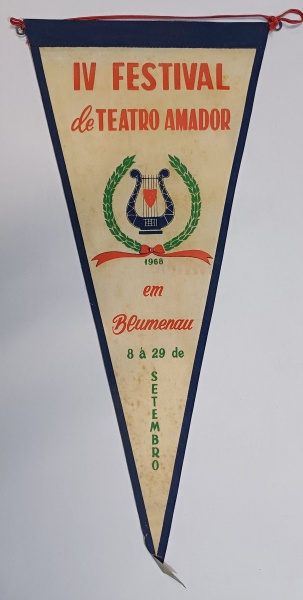 IV FESTIVAL
de TEATRO AMADOR
1968
em
Blumenau
8 à 29 de
SETEMBRO